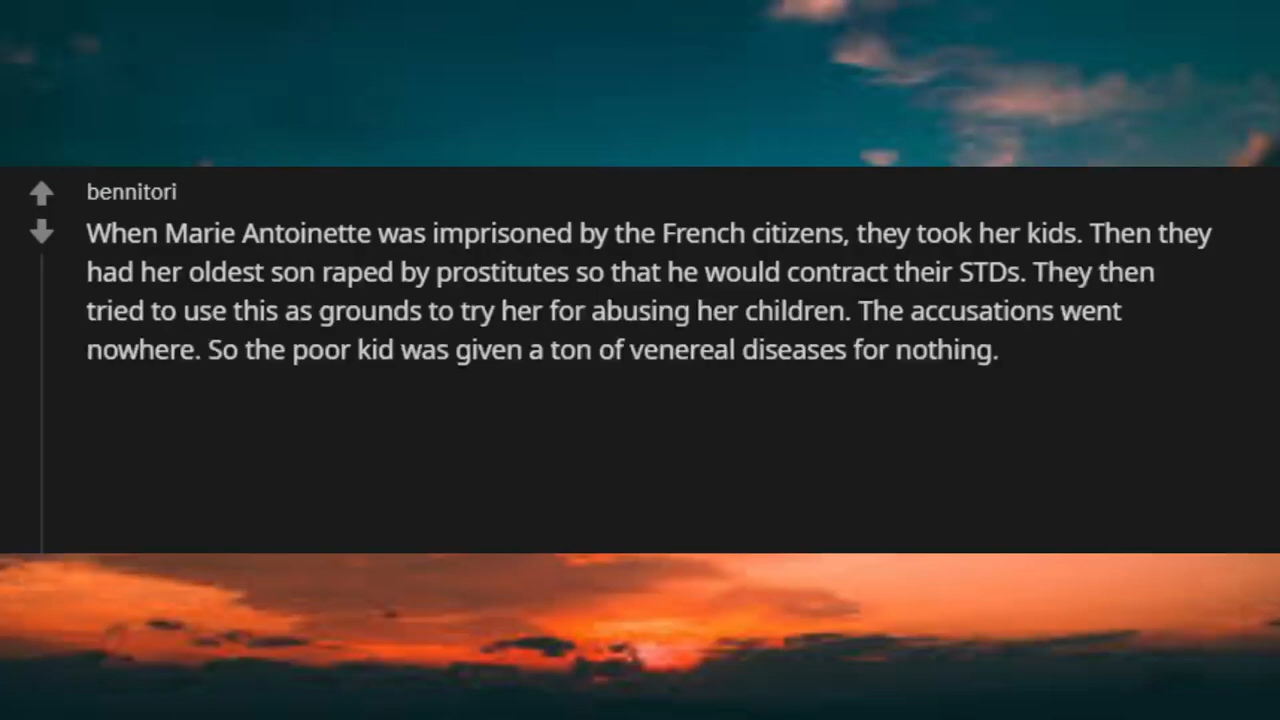 bennitori
When Marie Antoinette was imprisoned by the French citizens, they took her kids. Then they
had her oldest son raped by prostitutes so that he would contract their STDs. They then
tried to use this as grounds to try her for abusing her children. The accusations went
nowhere. So the poor kid was given a ton of venereal diseases for nothing.